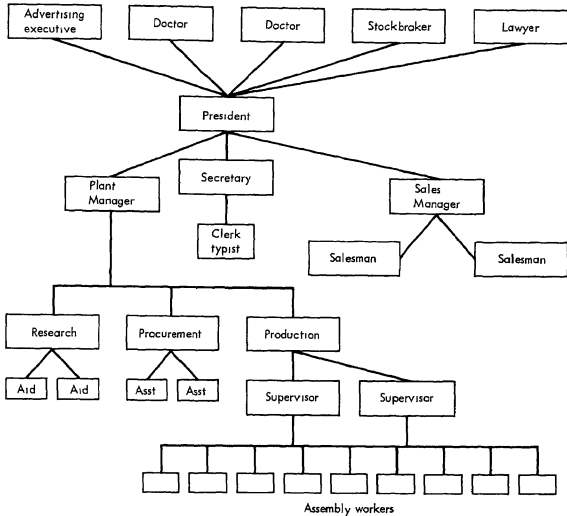 Advertising
executive
Doctor
Doctor
Stockbroker
Lawyer
President
Plant
Manager
Secretary
Sales
Manager
Clerk
typist
Salesman
Salesman
Research
Procurement
Production
Aid
Aid
Asst
Asst
Supervisor
Supervisor
Assembly workers